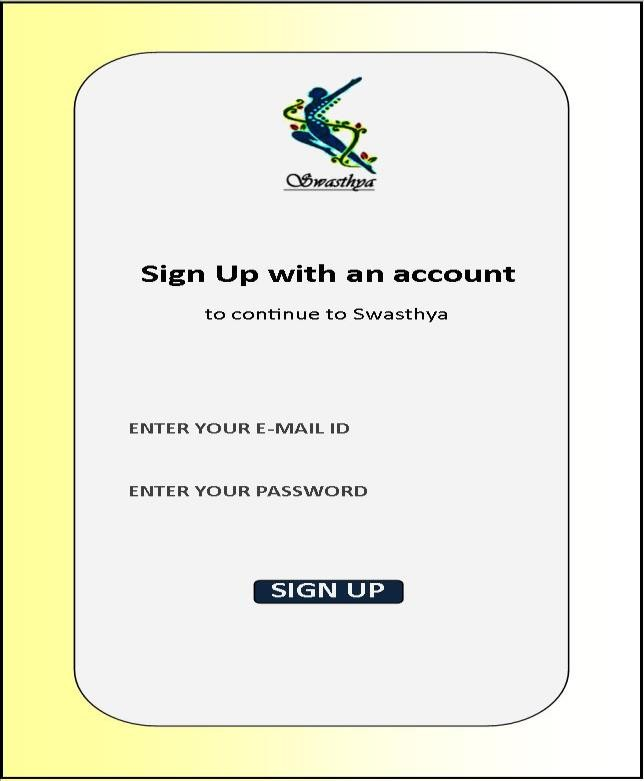 Swasthya
Sign Up with an account
to continue to Swasthya
ENTER YOUR E-MAIL ID
ENTER YOUR PASSWORD
SIGN UP